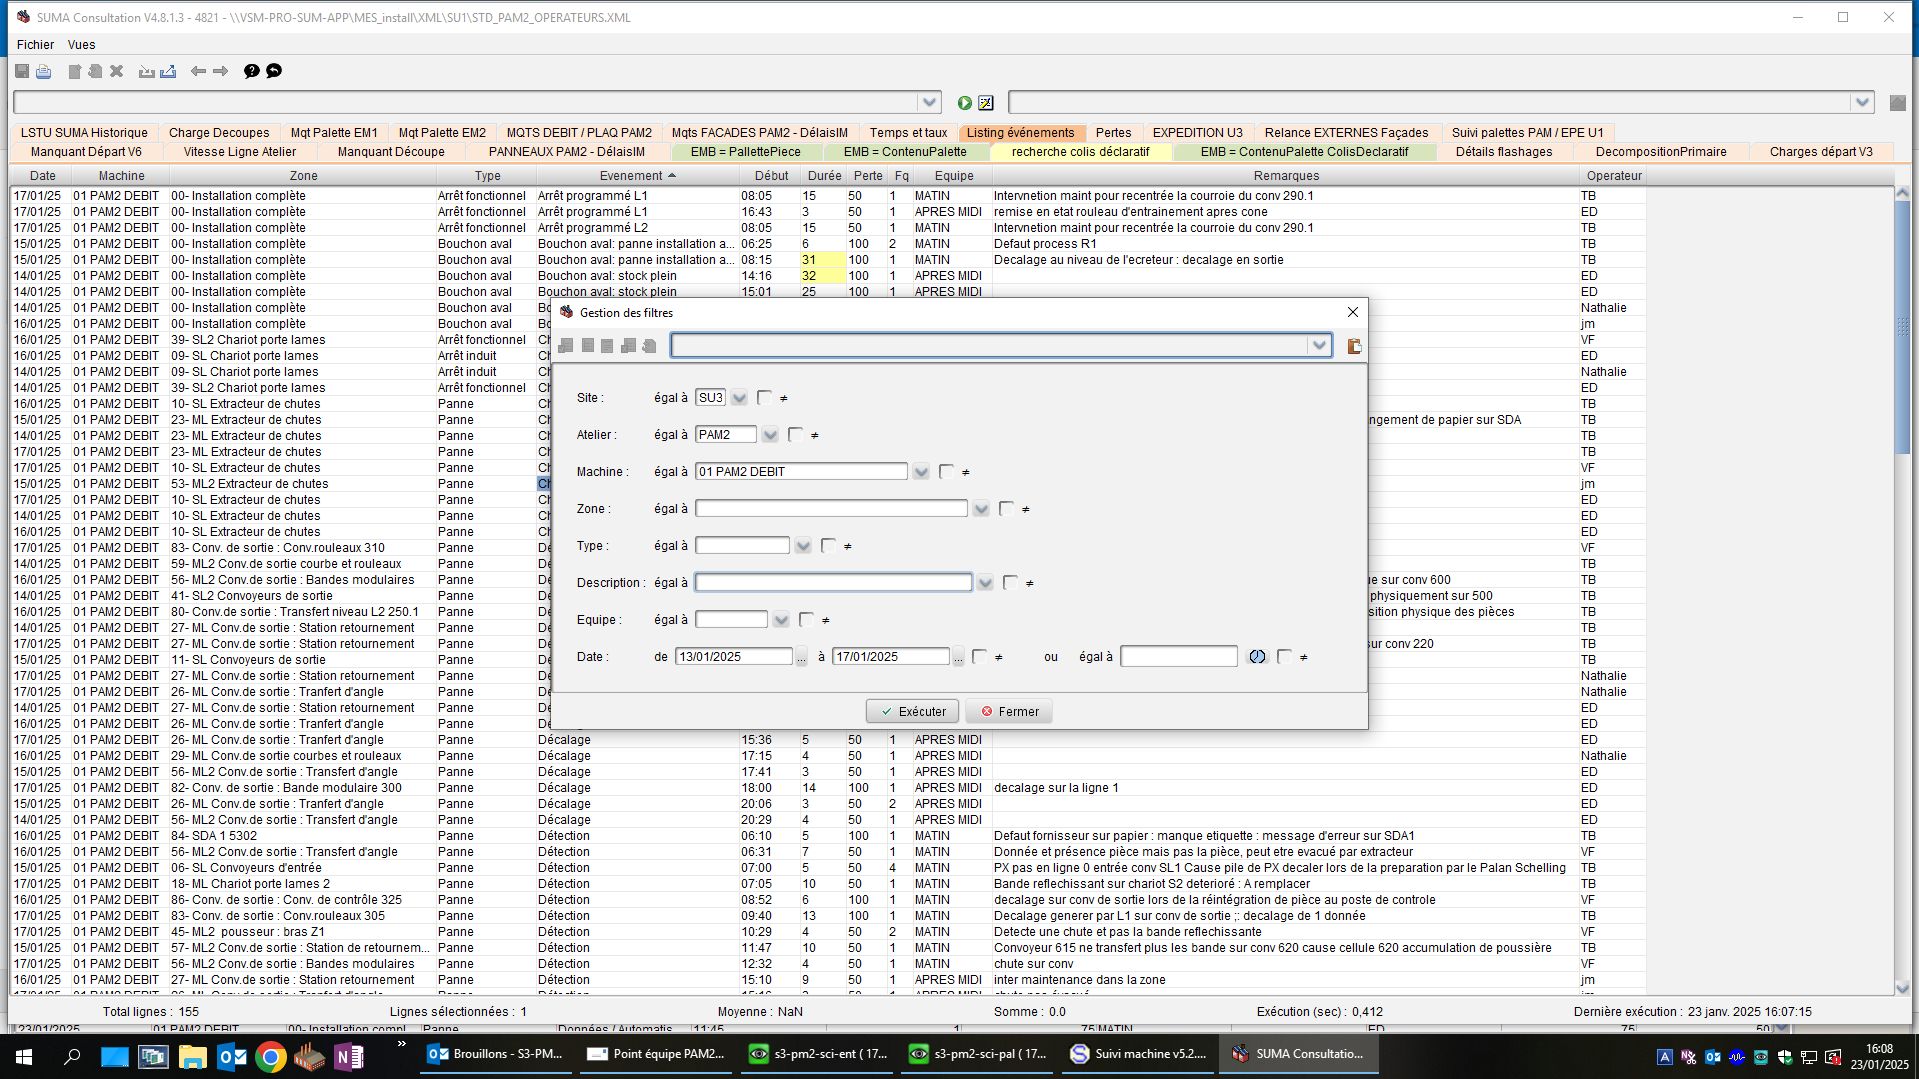 SUMA Consultation V4.8.1.3 - 4821 - \\VSM-PRO-SUM-APP\MES_install\XML\SU1\STD_PAM2_OPERATEURS.XML
Fichier Vues
LSTU SUMA Historique Charge Decoupes Mqt Palette EM1 Mqt Palette EM2 MQTS DEBIT / PLAQ PAM2 Mqts FACADES PAM2 - DélaisIM Temps et taux Listing événements Pertes EXPEDITION U3 Relance EXTERNES Façades Suivi palettes PAM / EPE U1
Manquant Départ V6 Vitesse Ligne Atelier Manquant Découpe PANNEAUX PAM2 - DélaisIM EMB = PallettePiece EMB = ContenuPalette recherche colis déclaratif EMB = ContenuPalette ColisDeclaratif Détails flashages DecompositionPrimaire Charges départ V3
Date Machine Zone Type Evenement Début Durée Perte Fq Equipe Remarques Operateur
17/01/25 01 PAM2 DEBIT 00- Installation complète Arrêt fonctionnel Arrêt programmé L1 08:05 15 50 1 MATIN Intervnetion maint pour recentrée la courroie du conv 290.1 TB
17/01/25 01 PAM2 DEBIT 00- Installation complète Arrêt fonctionnel Arrêt programmé L1 16:43 3 50 1 APRES MIDI remise en etat rouleau d'entrainement apres cone ED
17/01/25 01 PAM2 DEBIT 00- Installation complète Arrêt fonctionnel Arrêt programmé L2 08:05 15 50 1 MATIN Intervnetion maint pour recentrée la courroie du conv 290.1 TB
15/01/25 01 PAM2 DEBIT 00- Installation complète Bouchon aval Bouchon aval: panne installation a... 06:25 6 100 2 MATIN Defaut process R1 TB
15/01/25 01 PAM2 DEBIT 00- Installation complète Bouchon aval Bouchon aval: panne installation a... 08:15 31 100 1 MATIN Decalage au niveau de l'ecreteur : decalage en sortie TB
14/01/25 01 PAM2 DEBIT 00- Installation complète Bouchon aval Bouchon aval: stock plein 14:16 32 100 1 APRES MIDI ED
14/01/25 01 PAM2 DEBIT 00- Installation complète Bouchon aval Bouchon aval: stock plein 15:01 25 100 1 APRES MIDI ED
14/01/25 01 PAM2 DEBIT 00- Installation complète Bouchon aval Bo Nathalie
16/01/25 01 PAM2 DEBIT 00- Installation complète Bouchon aval Bo jm
16/01/25 01 PAM2 DEBIT 39- SL2 Chariot porte lames Arrêt fonctionnel Ch VF
16/01/25 01 PAM2 DEBIT 09- SL Chariot porte lames Arrêt induit Ch ED
14/01/25 01 PAM2 DEBIT 09- SL Chariot porte lames Arrêt induit Ch Nathalie
14/01/25 01 PAM2 DEBIT 39- SL2 Chariot porte lames Arrêt fonctionnel Ch ED
16/01/25 01 PAM2 DEBIT 10- SL Extracteur de chutes Panne Ch TB
15/01/25 01 PAM2 DEBIT 23- ML Extracteur de chutes Panne Ch ngement de papier sur SDA TB
14/01/25 01 PAM2 DEBIT 23- ML Extracteur de chutes Panne Ch TB
17/01/25 01 PAM2 DEBIT 23- ML Extracteur de chutes Panne Ch TB
17/01/25 01 PAM2 DEBIT 10- SL Extracteur de chutes Panne Ch VF
15/01/25 01 PAM2 DEBIT 53- ML2 Extracteur de chutes Panne Ch jm
17/01/25 01 PAM2 DEBIT 10- SL Extracteur de chutes Panne Ch ED
14/01/25 01 PAM2 DEBIT 10- SL Extracteur de chutes Panne Ch ED
16/01/25 01 PAM2 DEBIT 10- SL Extracteur de chutes Panne Ch ED
17/01/25 01 PAM2 DEBIT 83- Conv. de sortie : Conv.rouleaux 310 Panne Dé VF
14/01/25 01 PAM2 DEBIT 59- ML2 Conv.de sortie courbe et rouleaux Panne Dé TB
16/01/25 01 PAM2 DEBIT 56- ML2 Conv.de sortie : Bandes modulaires Panne Dé ue sur conv 600 TB
14/01/25 01 PAM2 DEBIT 41- SL2 Convoyeurs de sortie Panne Dé physiquement sur 500 TB
16/01/25 01 PAM2 DEBIT 80- Conv.de sortie : Transfert niveau L2 250.1 Panne Dé sition physique des pièces TB
14/01/25 01 PAM2 DEBIT 27- ML Conv.de sortie : Station retournement Panne Dé TB
17/01/25 01 PAM2 DEBIT 27- ML Conv.de sortie : Station retournement Panne Dé sur conv 220 TB
15/01/25 01 PAM2 DEBIT 11- SL Convoyeurs de sortie Panne Dé TB
17/01/25 01 PAM2 DEBIT 27- ML Conv.de sortie : Station retournement Panne Dé Nathalie
17/01/25 01 PAM2 DEBIT 26- ML Conv.de sortie : Tranfert d'angle Panne Dé Nathalie
14/01/25 01 PAM2 DEBIT 27- ML Conv.de sortie : Station retournement Panne Dé ED
16/01/25 01 PAM2 DEBIT 26- ML Conv.de sortie : Tranfert d'angle Panne Dé ED
17/01/25 01 PAM2 DEBIT 26- ML Conv.de sortie : Tranfert d'angle Panne Décalage 15:36 5 50 1 APRES MIDI ED
16/01/25 01 PAM2 DEBIT 29- ML Conv.de sortie courbes et rouleaux Panne Décalage 17:15 4 50 1 APRES MIDI Nathalie
15/01/25 01 PAM2 DEBIT 56- ML2 Conv.de sortie : Transfert d'angle Panne Décalage 17:41 3 50 1 APRES MIDI ED
17/01/25 01 PAM2 DEBIT 82- Conv. de sortie : Bande modulaire 300 Panne Décalage 18:00 14 100 1 APRES MIDI decalage sur la ligne 1 ED
15/01/25 01 PAM2 DEBIT 26- ML Conv.de sortie : Tranfert d'angle Panne Décalage 20:06 3 50 2 APRES MIDI ED
14/01/25 01 PAM2 DEBIT 56- ML2 Conv.de sortie : Transfert d'angle Panne Décalage 20:29 4 50 1 APRES MIDI ED
16/01/25 01 PAM2 DEBIT 84- SDA 1 5302 Panne Détection 06:10 5 100 1 MATIN Defaut fornisseur sur papier : manque etiquette : message d'erreur sur SDA1 TB
16/01/25 01 PAM2 DEBIT 56- ML2 Conv.de sortie : Transfert d'angle Panne Détection 06:31 7 50 1 MATIN Donnée et présence pièce mais pas la pièce, peut etre evacué par extracteur VF
15/01/25 01 PAM2 DEBIT 06- SL Convoyeurs d'entrée Panne Détection 07:00 5 50 4 MATIN PX pas en ligne 0 entrée conv SL1 Cause pile de PX decaler lors de la preparation par le Palan Schelling TB
17/01/25 01 PAM2 DEBIT 18- ML Chariot porte lames 2 Panne Détection 07:05 10 50 1 MATIN Bande reflechissant sur chariot S2 deterioré : A remplacer TB
16/01/25 01 PAM2 DEBIT 86- Conv. de sortie : Conv. de contrôle 325 Panne Détection 08:52 6 100 1 MATIN decalage sur conv de sortie lors de la réintégration de pièce au poste de controle VF
17/01/25 01 PAM2 DEBIT 83- Conv. de sortie : Conv.rouleaux 305 Panne Détection 09:40 13 100 1 MATIN Decalage generer par L1 sur conv de sortie ;: decalage de 1 donnée TB
17/01/25 01 PAM2 DEBIT 45- ML2 pousseur : bras Z1 Panne Détection 10:29 4 50 2 MATIN Detecte une chute et pas la bande reflechissante VF
15/01/25 01 PAM2 DEBIT 57- ML2 Conv.de sortie : Station de retournem... Panne Détection 11:47 10 50 1 MATIN Convoyeur 615 ne transfert plus les bande sur conv 620 cause cellule 620 accumulation de poussière TB
17/01/25 01 PAM2 DEBIT 56- ML2 Conv.de sortie : Bandes modulaires Panne Détection 12:32 4 50 1 MATIN chute sur conv VF
16/01/25 01 PAM2 DEBIT 27- ML Conv.de sortie : Station retournement Panne Détection 15:10 9 50 1 APRES MIDI inter maintenance dans la zone jm
Gestion des filtres
Site : égal à SU3 ≠
Atelier : égal à PAM2 ≠
Machine : égal à 01 PAM2 DEBIT ≠
Zone : égal à ≠
Type : égal à ≠
Description : égal à ≠
Equipe : égal à ≠
Date : de 13/01/2025 ... à 17/01/2025 ... ≠ ou égal à ≠
Exécuter Fermer
Total lignes : 155 Lignes sélectionnées : 1 Moyenne : NaN Somme : 0.0 Exécution (sec) : 0,412 Dernière exécution : 23 janv. 2025 16:07:15
Brouillons - S3-PM... Point équipe PAM2... s3-pm2-sci-ent ( 17... s3-pm2-sci-pal ( 17... Suivi machine v5.2.... SUMA Consultatio...
16:08
23/01/2025